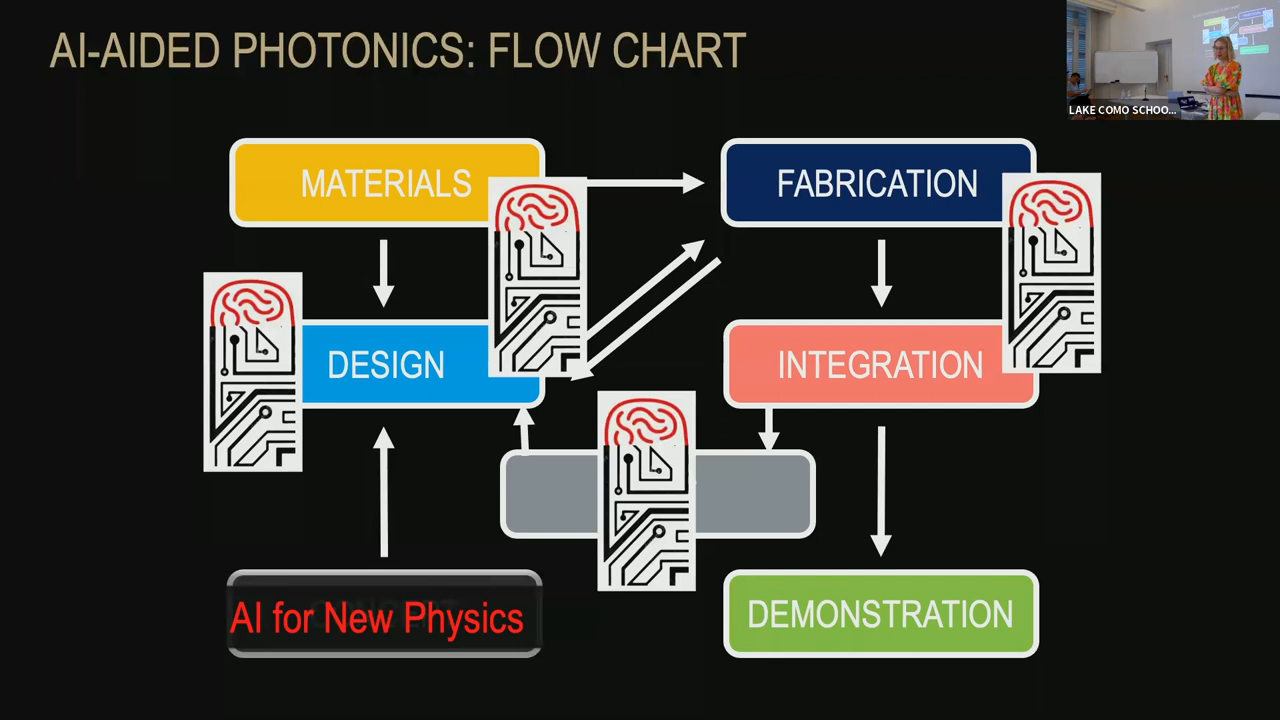 AI-AIDED PHOTONICS: FLOW CHART
LAKE COMO SCHOO...
MATERIALS
FABRICATION
DESIGN
INTEGRATION
AI for New Physics
DEMONSTRATION